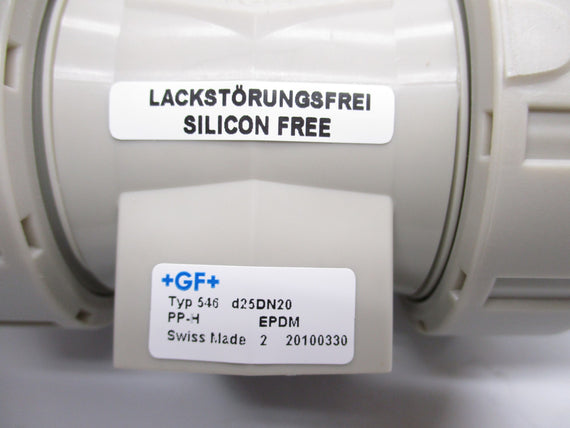 LACKSTÖRUNGSFREI
SILICON FREE
+GF+
Typ 546 d25DN20
PP-H EPDM
Swiss Made 2 20100330